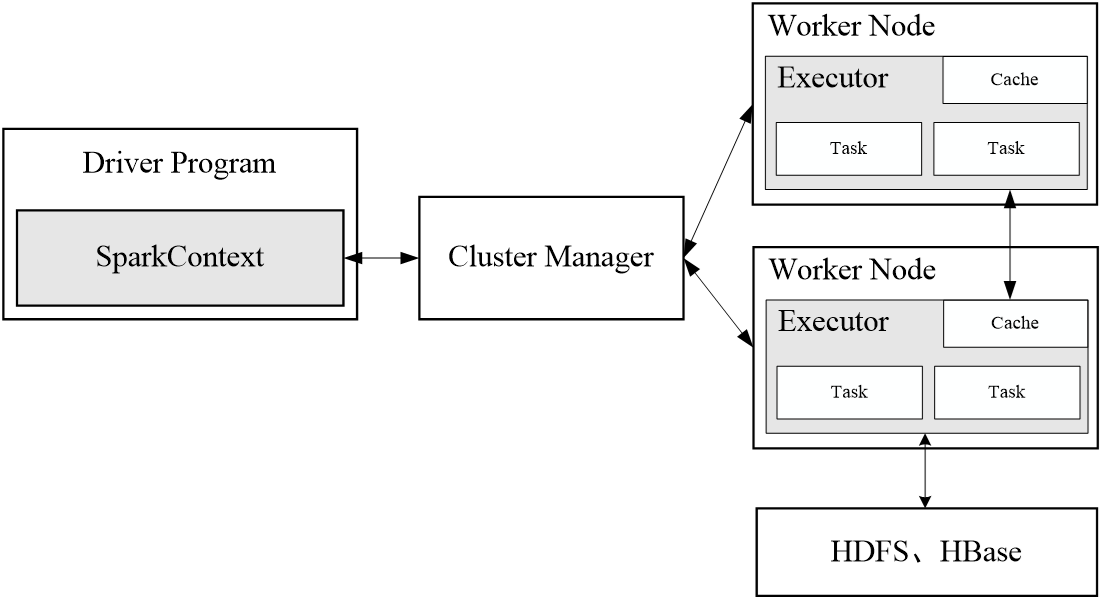 Driver Program
SparkContext
Cluster Manager
Worker Node
Executor
Cache
Task
Task
Worker Node
Executor
Cache
Task
Task
HDFS、HBase